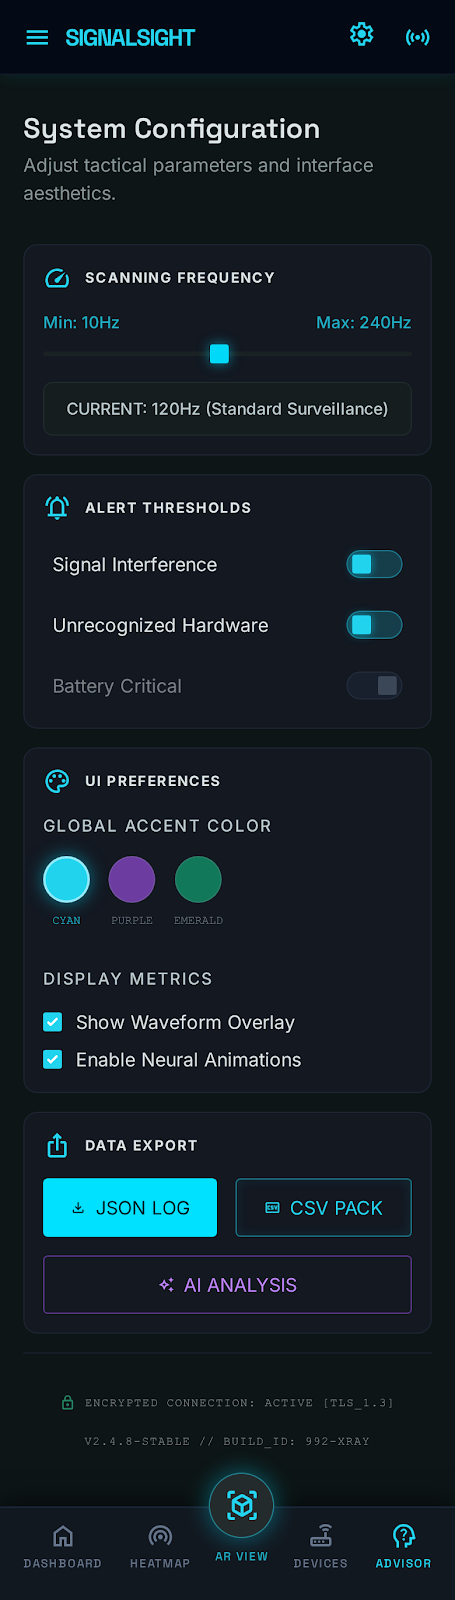 SIGNALSIGHT
System Configuration
Adjust tactical parameters and interface
aesthetics.
SCANNING FREQUENCY
Min: 10Hz Max: 240Hz
CURRENT: 120Hz (Standard Surveillance)
ALERT THRESHOLDS
Signal Interference
Unrecognized Hardware
Battery Critical
UI PREFERENCES
GLOBAL ACCENT COLOR
CYAN PURPLE EMERALD
DISPLAY METRICS
Show Waveform Overlay
Enable Neural Animations
DATA EXPORT
JSON LOG CSV CSV PACK
AI ANALYSIS
ENCRYPTED CONNECTION: ACTIVE [TLS_1.3]
V2.4.8-STABLE // BUILD_ID: 992-XRAY
DASHBOARD HEATMAP AR VIEW DEVICES ADVISOR